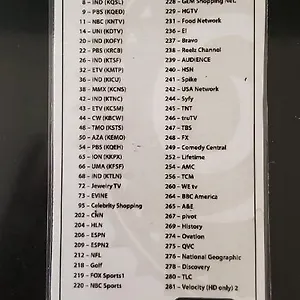 8 - IND (KQSL)
9 - PBS (KQED)
11 - NBC (KNTV)
14 - UNI (KDTV)
20 - IND (KOFY)
22 - PBS (KRCB)
26 - IND (KTSF)
32 - ETV (KMTP)
36 - IND (KICU)
38 - MMX (KCNS)
42 - IND (KTNC)
43 - ETV (KCSM)
44 - CW (KBCW)
48 - TMO (KSTS)
50 - AZA (KEMO)
54 - PBS (KQEH)
65 - ION (KKPX)
66 - UMA (KFSF)
68 - IND (KTLN)
72 - Jewelry TV
73 - EVINE
95 - Celebrity Shopping
202 - CNN
204 - HLN
206 - ESPN
209 - ESPN2
212 - NFL
218 - Golf
219 - FOX Sports1
220 - NBC Sports
228 - GEM Shopping Net.
229 - HGTV
231 - Food Network
236 - E!
237 - Bravo
238 - Reelz Channel
239 - AUDIENCE
240 - HSN
241 - Spike
242 - USA Network
244 - Syfy
245 - TNT
246 - truTV
247 - TBS
248 - FX
249 - Comedy Central
252 - Lifetime
254 - AMC
256 - TCM
260 - WE tv
264 - BBC America
265 - A&E
267 - pivot
269 - History
274 - Ovation
275 - QVC
276 - National Geographic
278 - Discovery
280 - TLC
281 - Velocity (HD only) 2